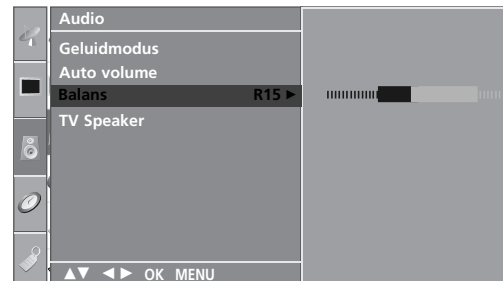 Audio
Geluidmodus
Auto volume
Balans R15 ►
TV Speaker
▲▼ ◄► OK MENU